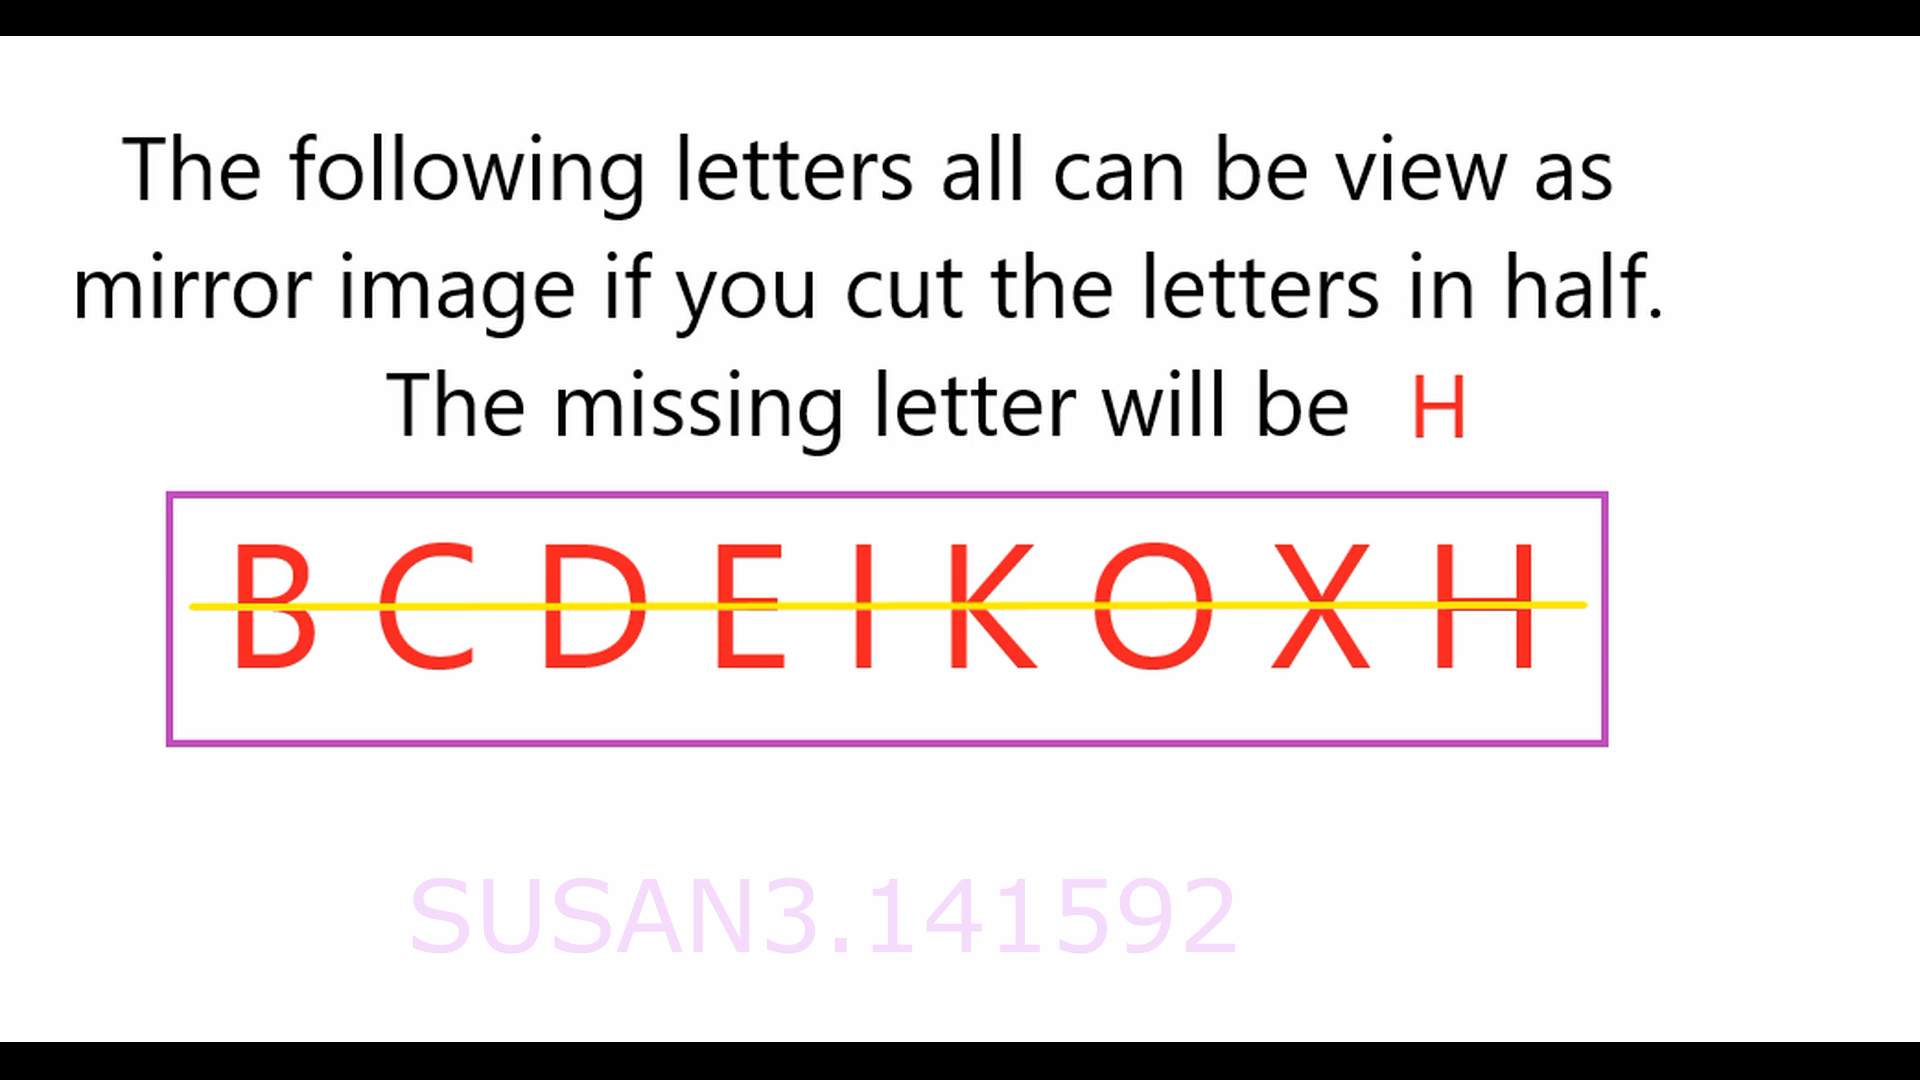 The following letters all can be view as
mirror image if you cut the letters in half.
The missing letter will be H
B C D E I K O X H
SUSAN3.141592